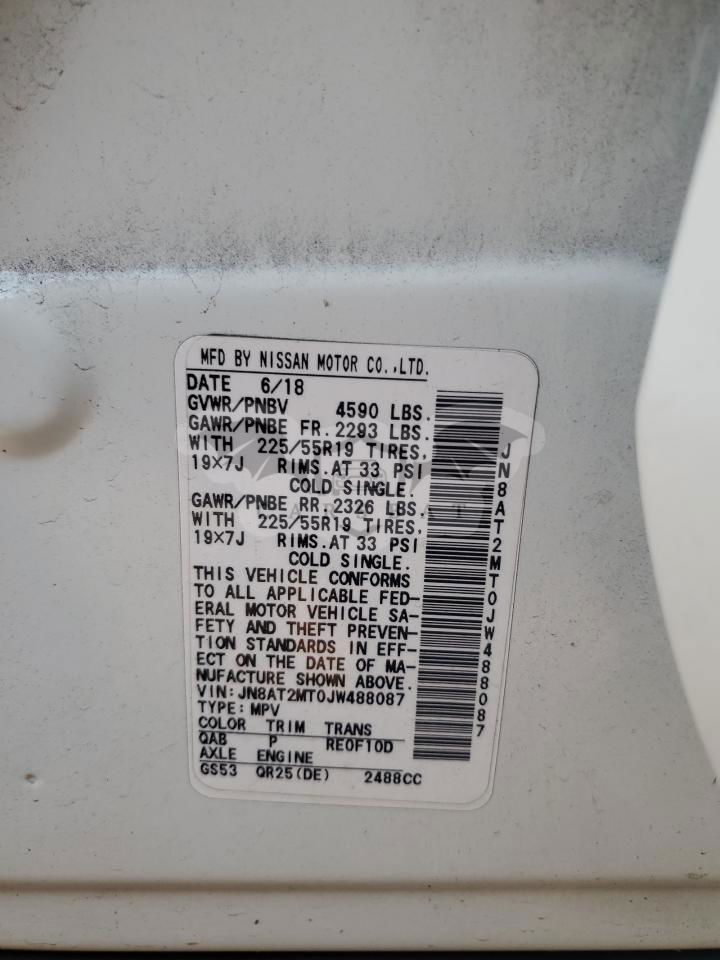 MFD BY NISSAN MOTOR CO.,LTD.
DATE 6/18
GVWR/PNBV 4590 LBS.
GAWR/PNBE FR. 2293 LBS.
WITH 225/55R19 TIRES,
19×7J RIMS.AT 33 PSI
COLD SINGLE.
GAWR/PNBE RR. 2326 LBS.
WITH 225/55R19 TIRES,
19×7J RIMS.AT 33 PSI
COLD SINGLE.
THIS VEHICLE CONFORMS
TO ALL APPLICABLE FED-
ERAL MOTOR VEHICLE SA-
FETY AND THEFT PREVEN-
TION STANDARDS IN EFF-
ECT ON THE DATE OF MA-
NUFACTURE SHOWN ABOVE.
VIN:JN8AT2MT0JW488087
TYPE:MPV
COLOR TRIM TRANS
QAB P RE0F10D
AXLE ENGINE
GS53 QR25(DE) 2488CC
JN8AT2MT0JW488087